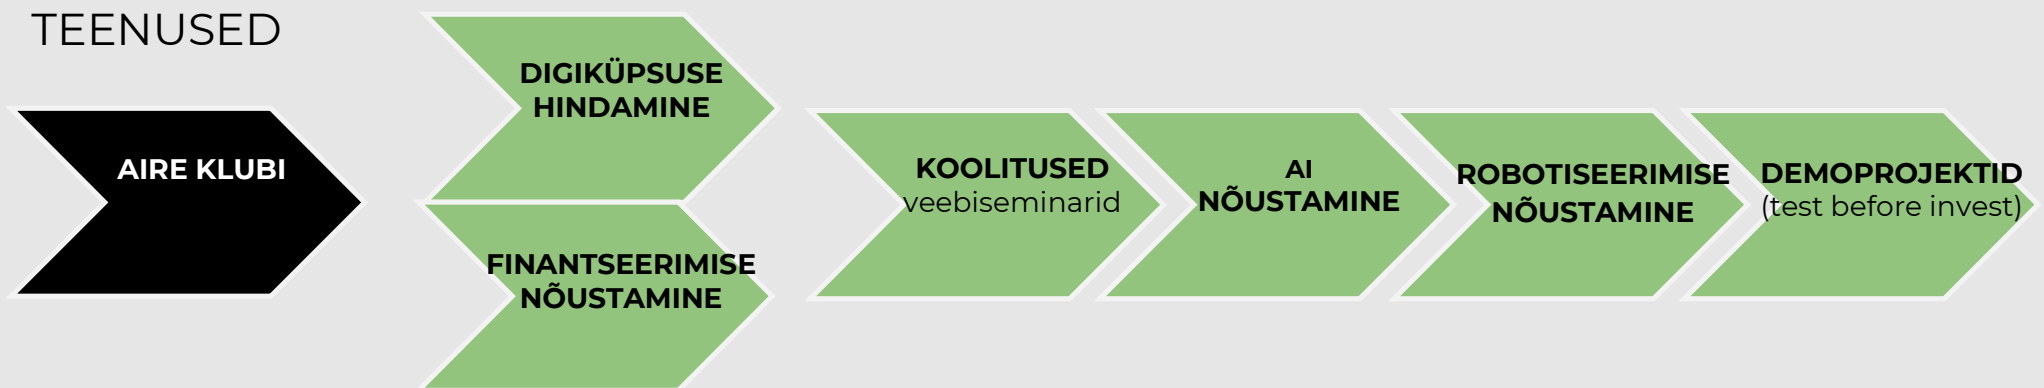 TEENUSED
AIRE KLUBI
DIGIKÜPSUSE
HINDAMINE
FINANTSEERIMISE
NÕUSTAMINE
KOOLITUSED
veebiseminarid
AI
NÕUSTAMINE
ROBOTISEERIMISE
NÕUSTAMINE
DEMOPROJEKTID
(test before invest)